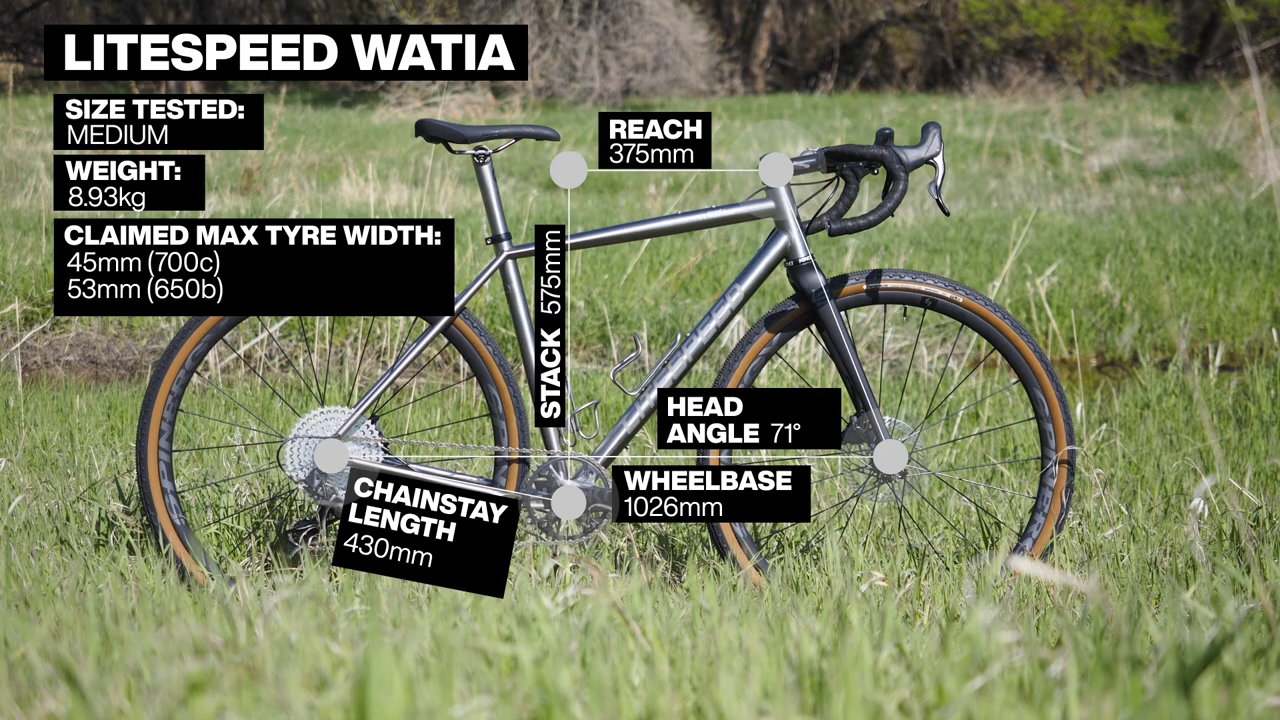 LITESPEED WATIA
SIZE TESTED:
MEDIUM
WEIGHT:
8.93kg
CLAIMED MAX TYRE WIDTH:
45mm (700c)
53mm (650b)
REACH
375mm
STACK 575mm
HEAD
ANGLE 71°
WHEELBASE
1026mm
CHAINSTAY
LENGTH
430mm
LITESPEED